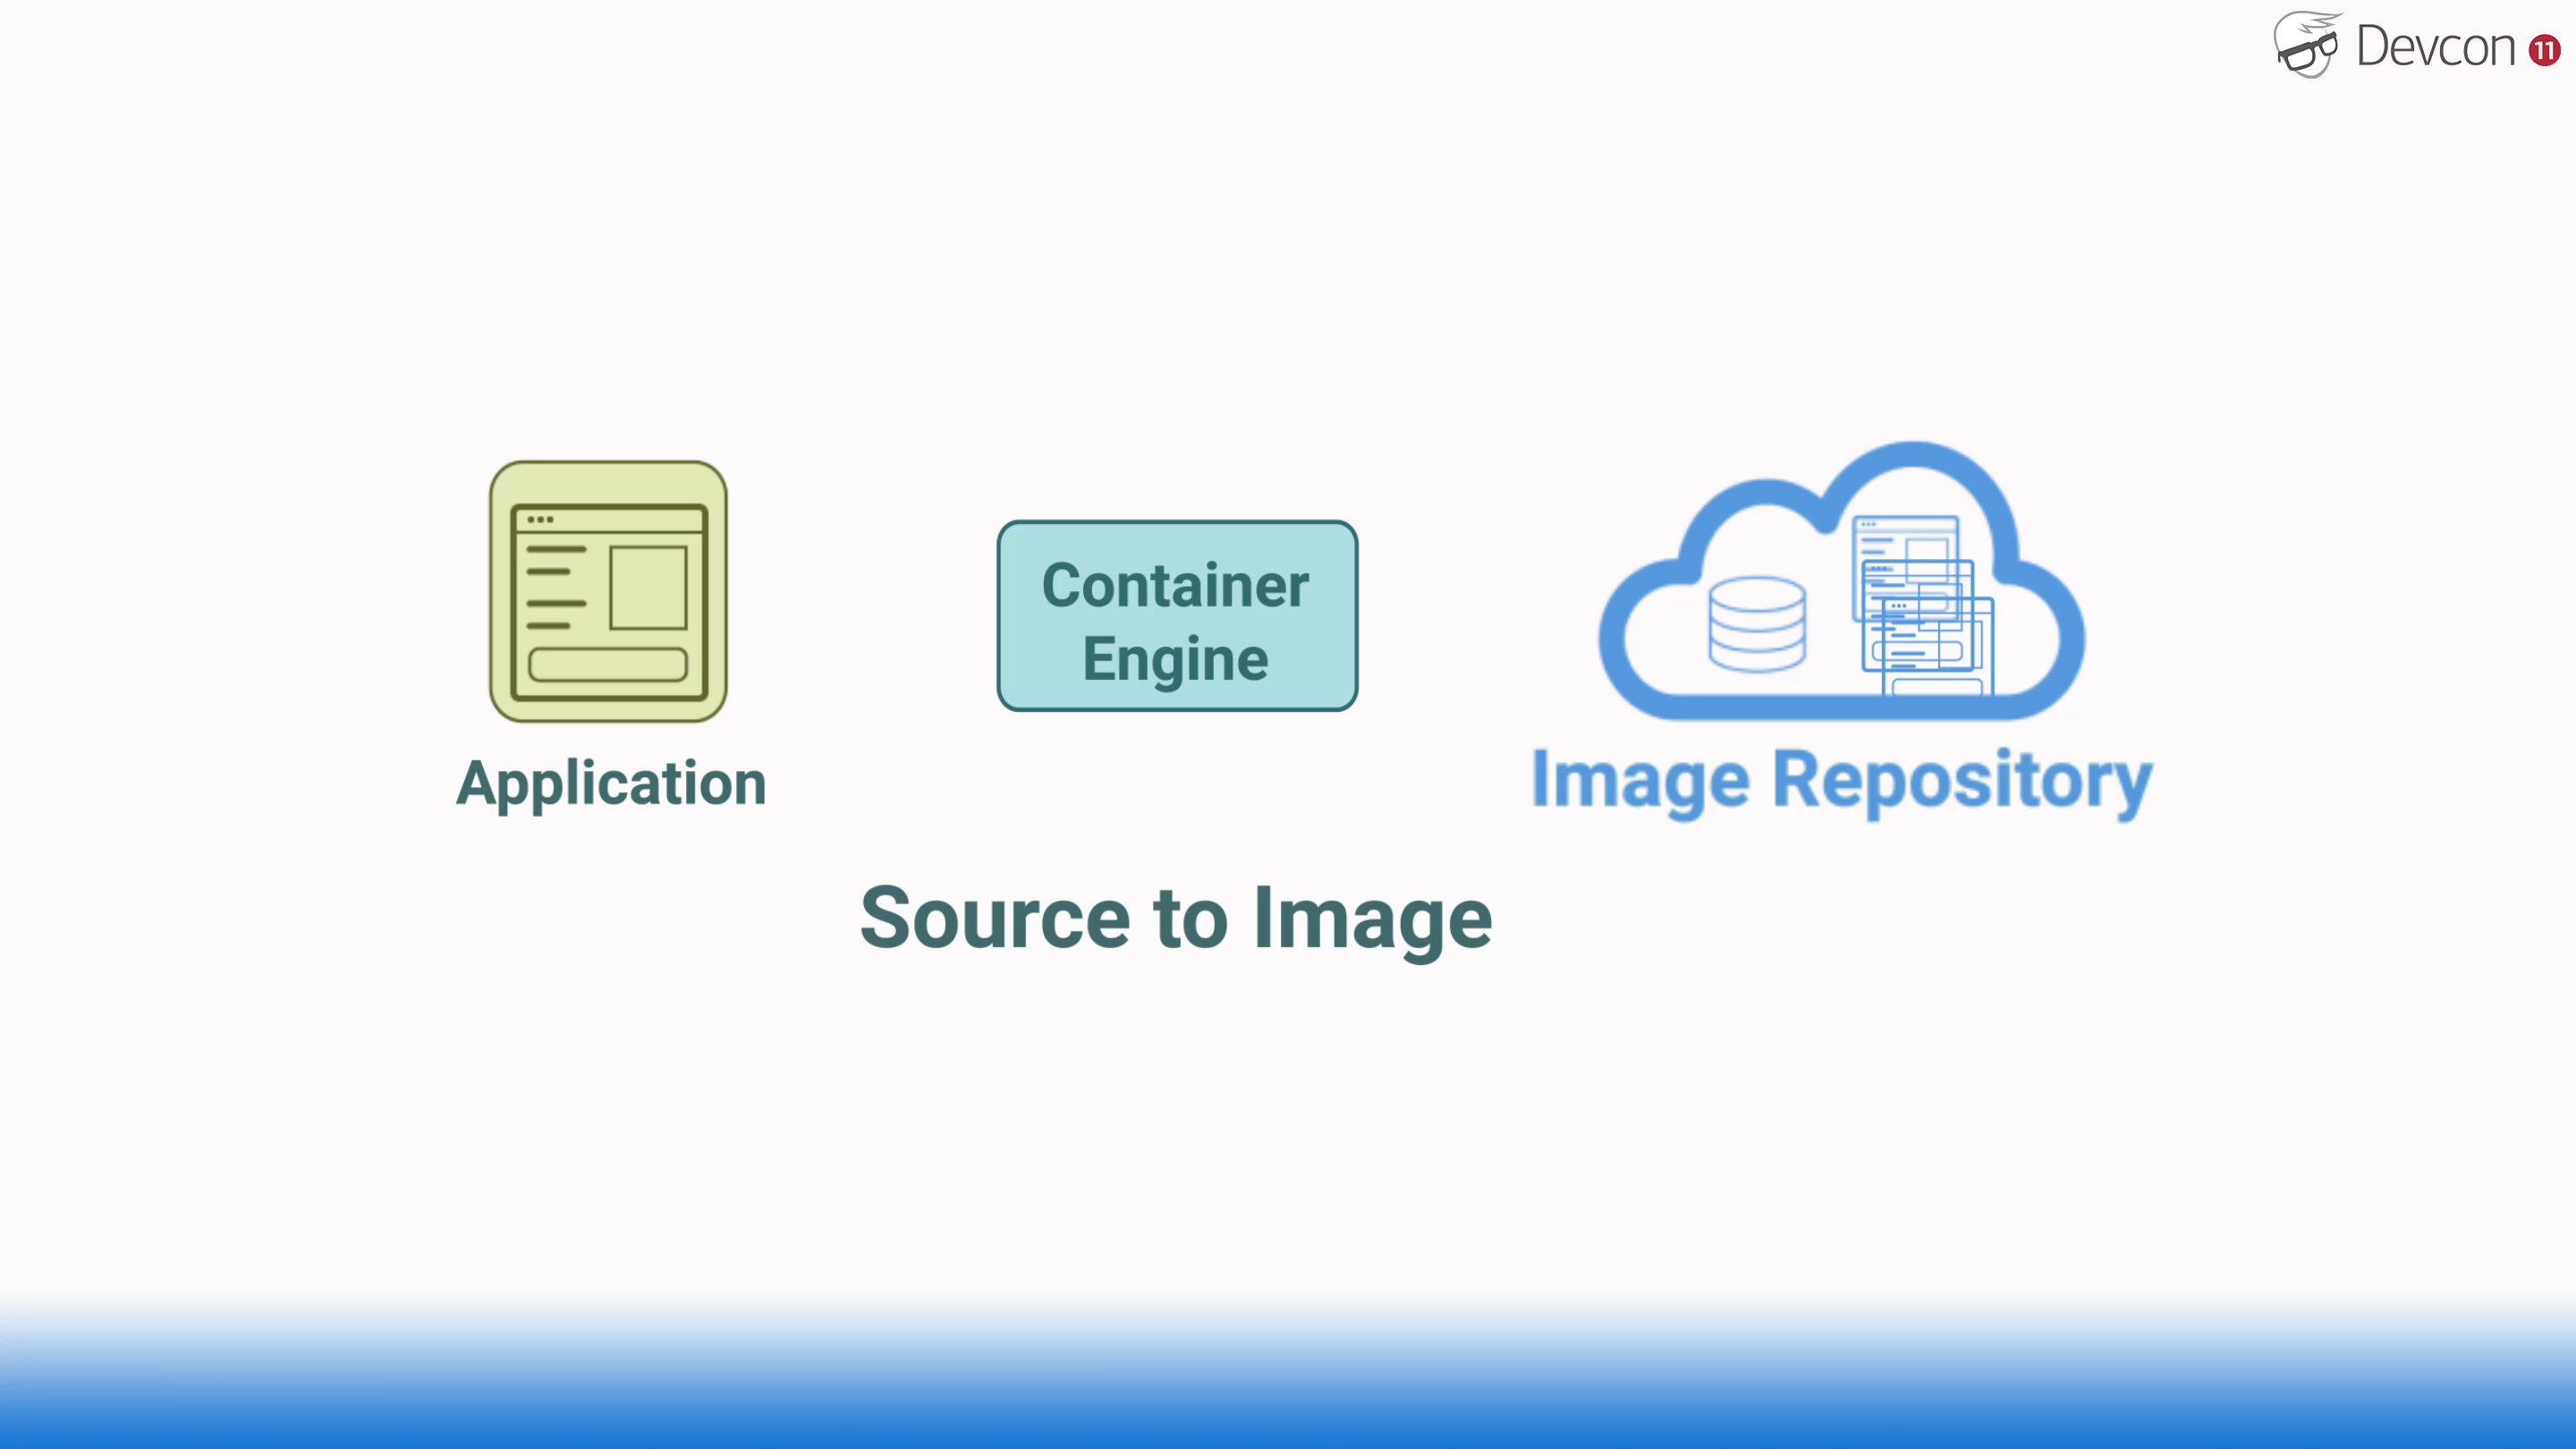 Devcon 11
Container
Engine
Application
Image Repository
Source to Image